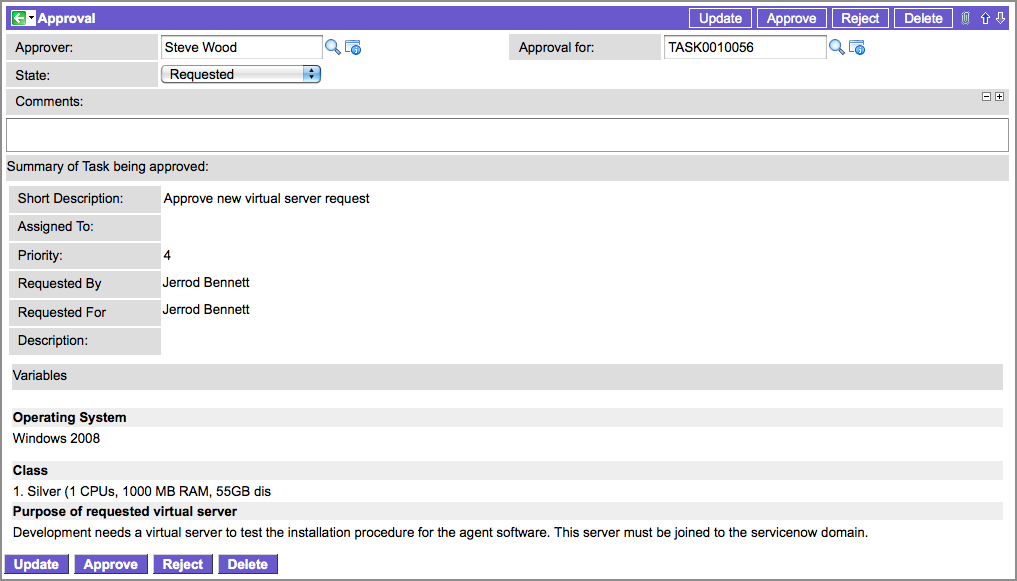 Approval Update Approve Reject Delete
Approver: Steve Wood Approval for: TASK0010056
State: Requested
Comments:
Summary of Task being approved:
Short Description: Approve new virtual server request
Assigned To:
Priority: 4
Requested By Jerrod Bennett
Requested For Jerrod Bennett
Description:
Variables
Operating System
Windows 2008
Class
1. Silver (1 CPUs, 1000 MB RAM, 55GB dis
Purpose of requested virtual server
Development needs a virtual server to test the installation procedure for the agent software. This server must be joined to the servicenow domain.
Update Approve Reject Delete